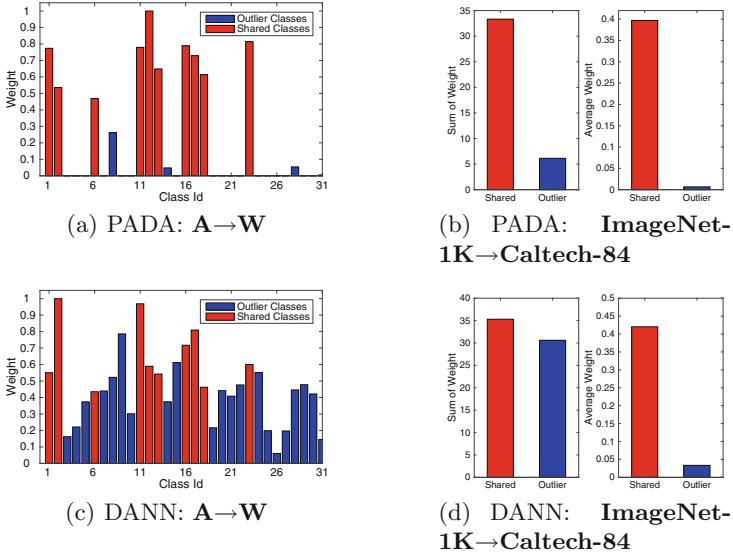 1
0.9
0.8
0.7
0.6
0.5
0.4
0.3
0.2
0.1
0
Weight
Outlier Classes
Shared Classes
1 6 11 16 21 26 31
Class Id
(a) PADA: A→W
35
30
25
20
15
10
5
0
Sum of Weight
Shared Outlier
0.4
0.35
0.3
0.25
0.2
0.15
0.1
0.05
0
Average Weight
Shared Outlier
(b) PADA: ImageNet-
1K→Caltech-84
1
0.9
0.8
0.7
0.6
0.5
0.4
0.3
0.2
0.1
0
Weight
Outlier Classes
Shared Classes
1 6 11 16 21 26 31
Class Id
(c) DANN: A→W
40
35
30
25
20
15
10
5
0
Sum of Weight
Shared Outlier
0.5
0.45
0.4
0.35
0.3
0.25
0.2
0.15
0.1
0.05
0
Average Weight
Shared Outlier
(d) DANN: ImageNet-
1K→Caltech-84